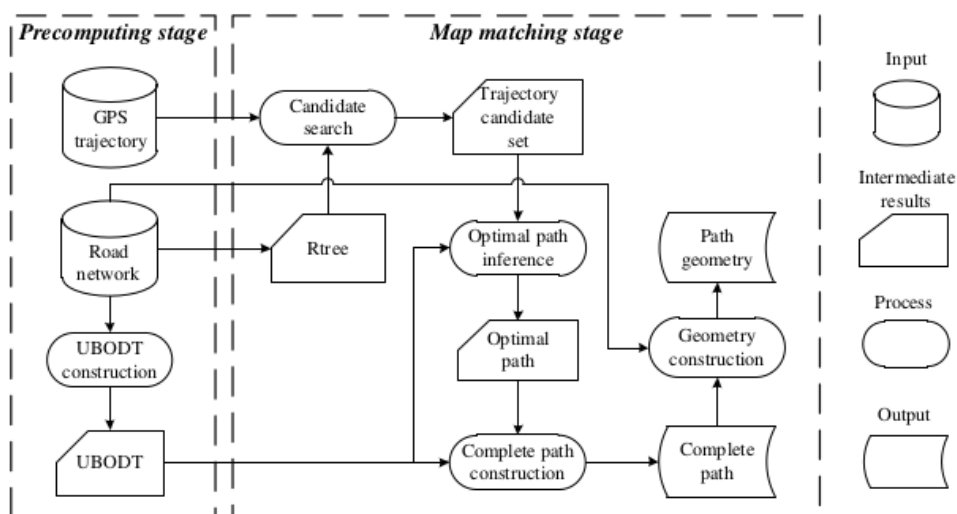 Precomputing stage
Map matching stage
GPS
trajectory
Candidate
search
Trajectory
candidate
set
Road
network
Rtree
Optimal path
inference
Path
geometry
UBODT
construction
Optimal
path
Geometry
construction
UBODT
Complete path
construction
Complete
path
Input
Intermediate
results
Process
Output